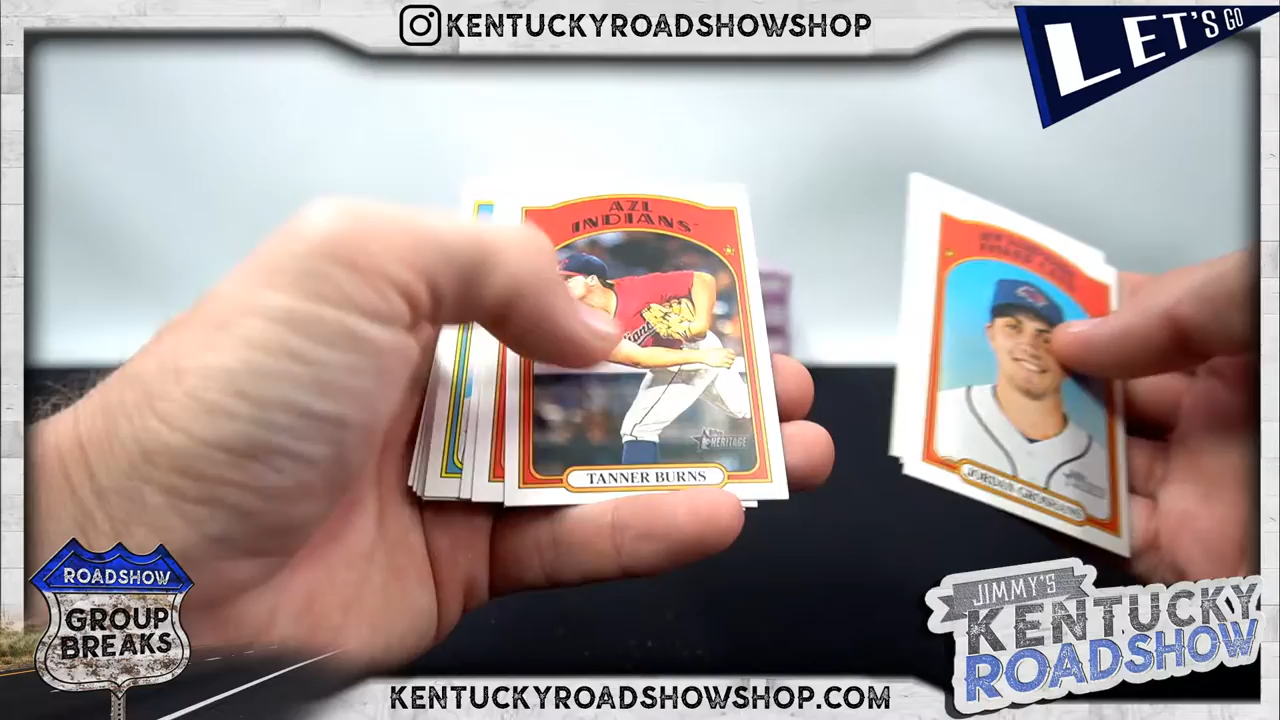 KENTUCKYROADSHOWSHOP
LET'S GO
AZL
INDIANS
HERITAGE
TANNER BURNS
ROADSHOW
GROUP
BREAKS
JIMMY'S
KENTUCKY
ROADSHOW
KENTUCKYROADSHOWSHOP.COM